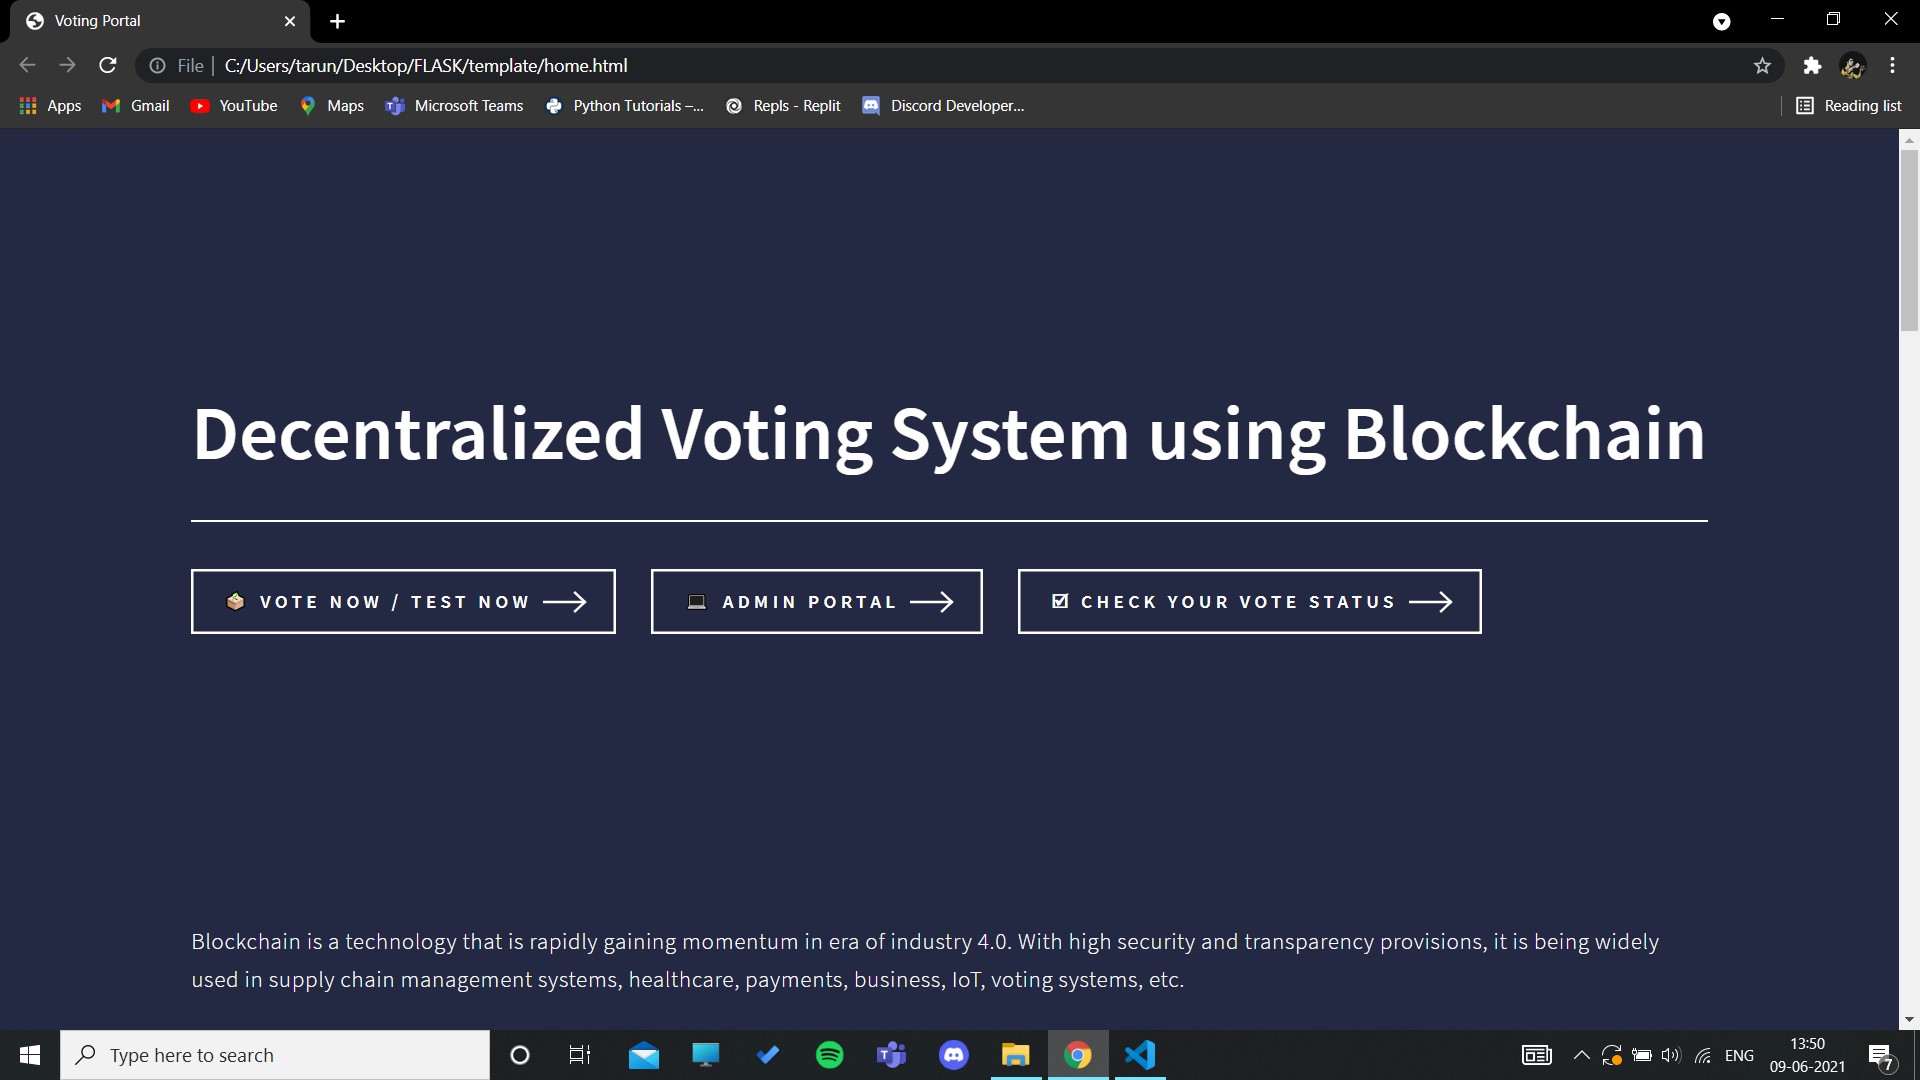 Voting Portal
File | C:/Users/tarun/Desktop/FLASK/template/home.html
Apps Gmail YouTube Maps Microsoft Teams Python Tutorials –... Repls - Replit Discord Developer... Reading list
Decentralized Voting System using Blockchain
VOTE NOW / TEST NOW ADMIN PORTAL CHECK YOUR VOTE STATUS
Blockchain is a technology that is rapidly gaining momentum in era of industry 4.0. With high security and transparency provisions, it is being widely
used in supply chain management systems, healthcare, payments, business, IoT, voting systems, etc.
Type here to search
ENG
13:50
09-06-2021
7